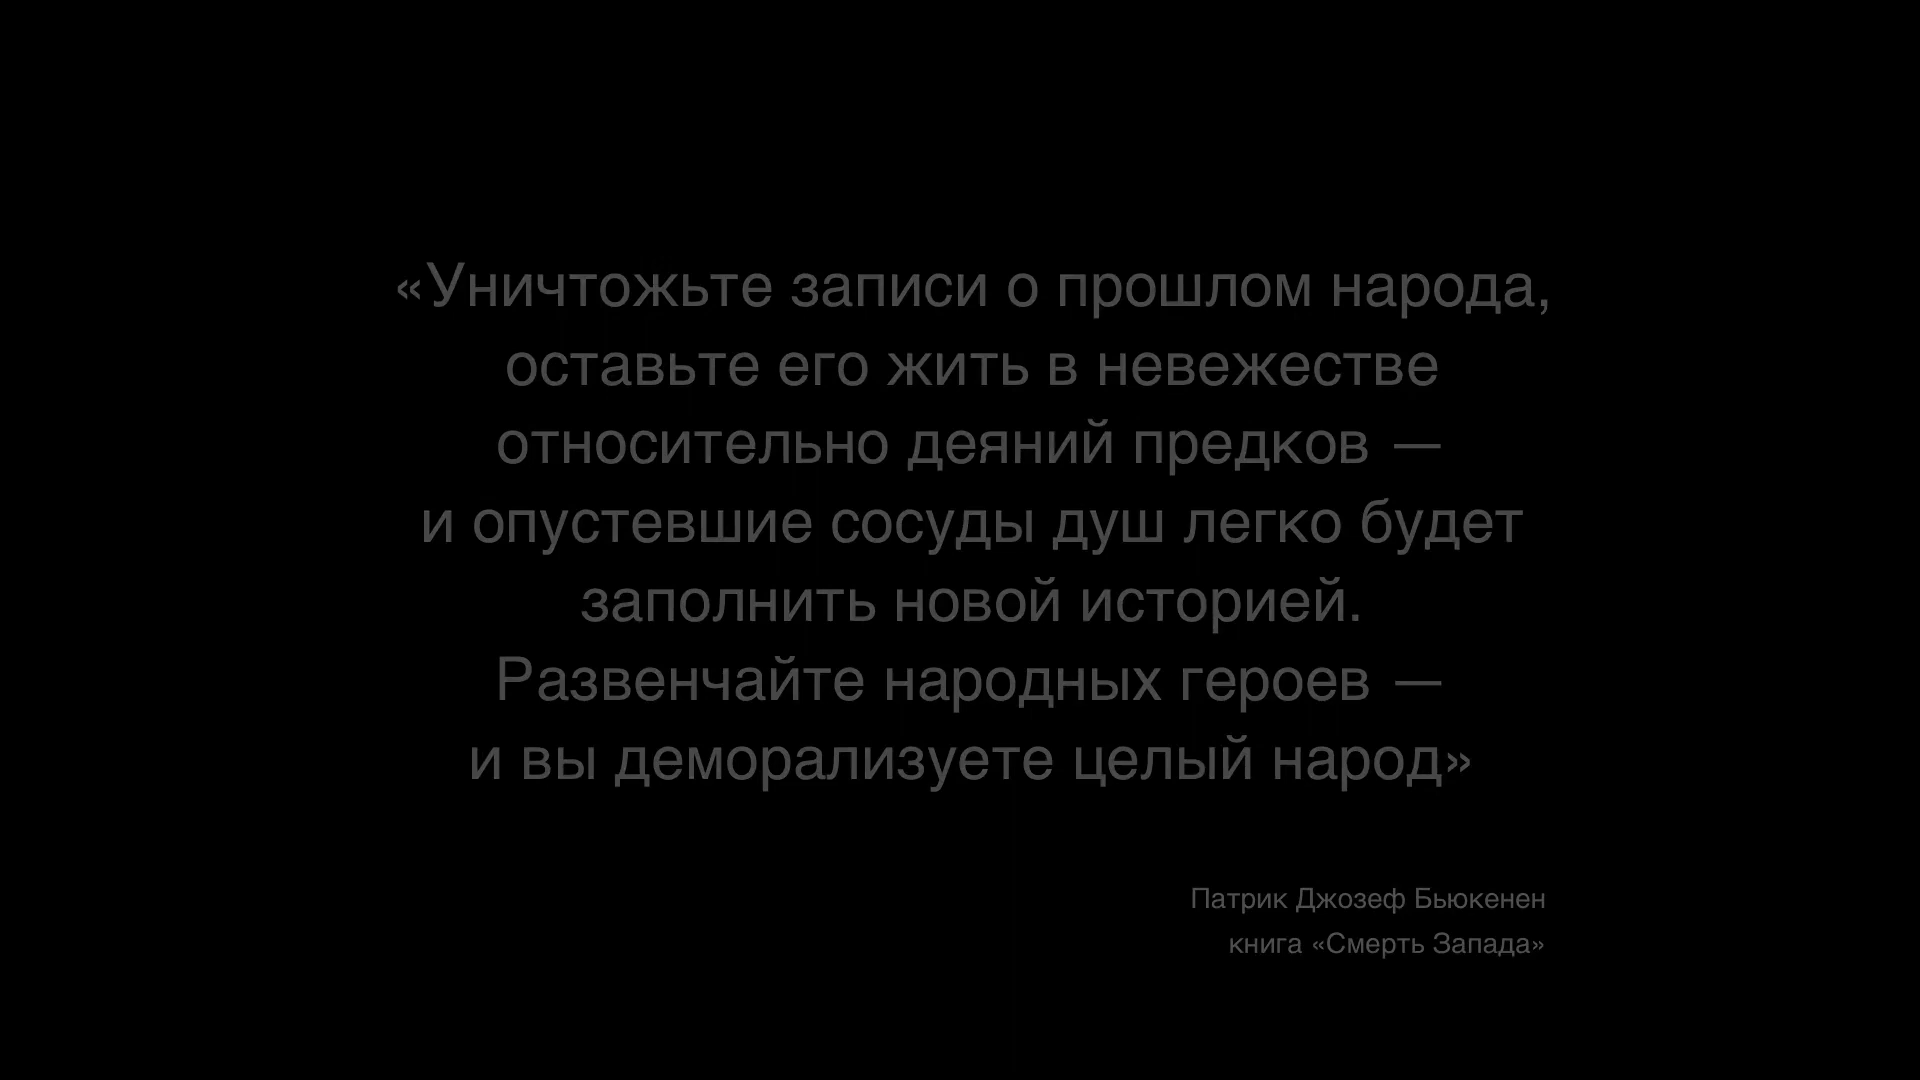 «Уничтожьте записи о прошлом народа,
оставьте его жить в невежестве
относительно деяний предков —
и опустевшие сосуды душ легко будет
заполнить новой историей.
Развенчайте народных героев —
и вы деморализуете целый народ»
Патрик Джозеф Бьюкенен
книга «Смерть Запада»